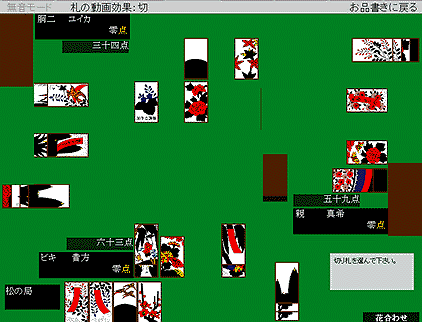 無音モード 札の動画効果:切 お品書きに戻る
胴二 ユイカ
零点
三十四点
五十九点
親 真希
零点
六十三点
ビキ 貴方
零点
切り札を選んで下さい。
松の局
花合わせ